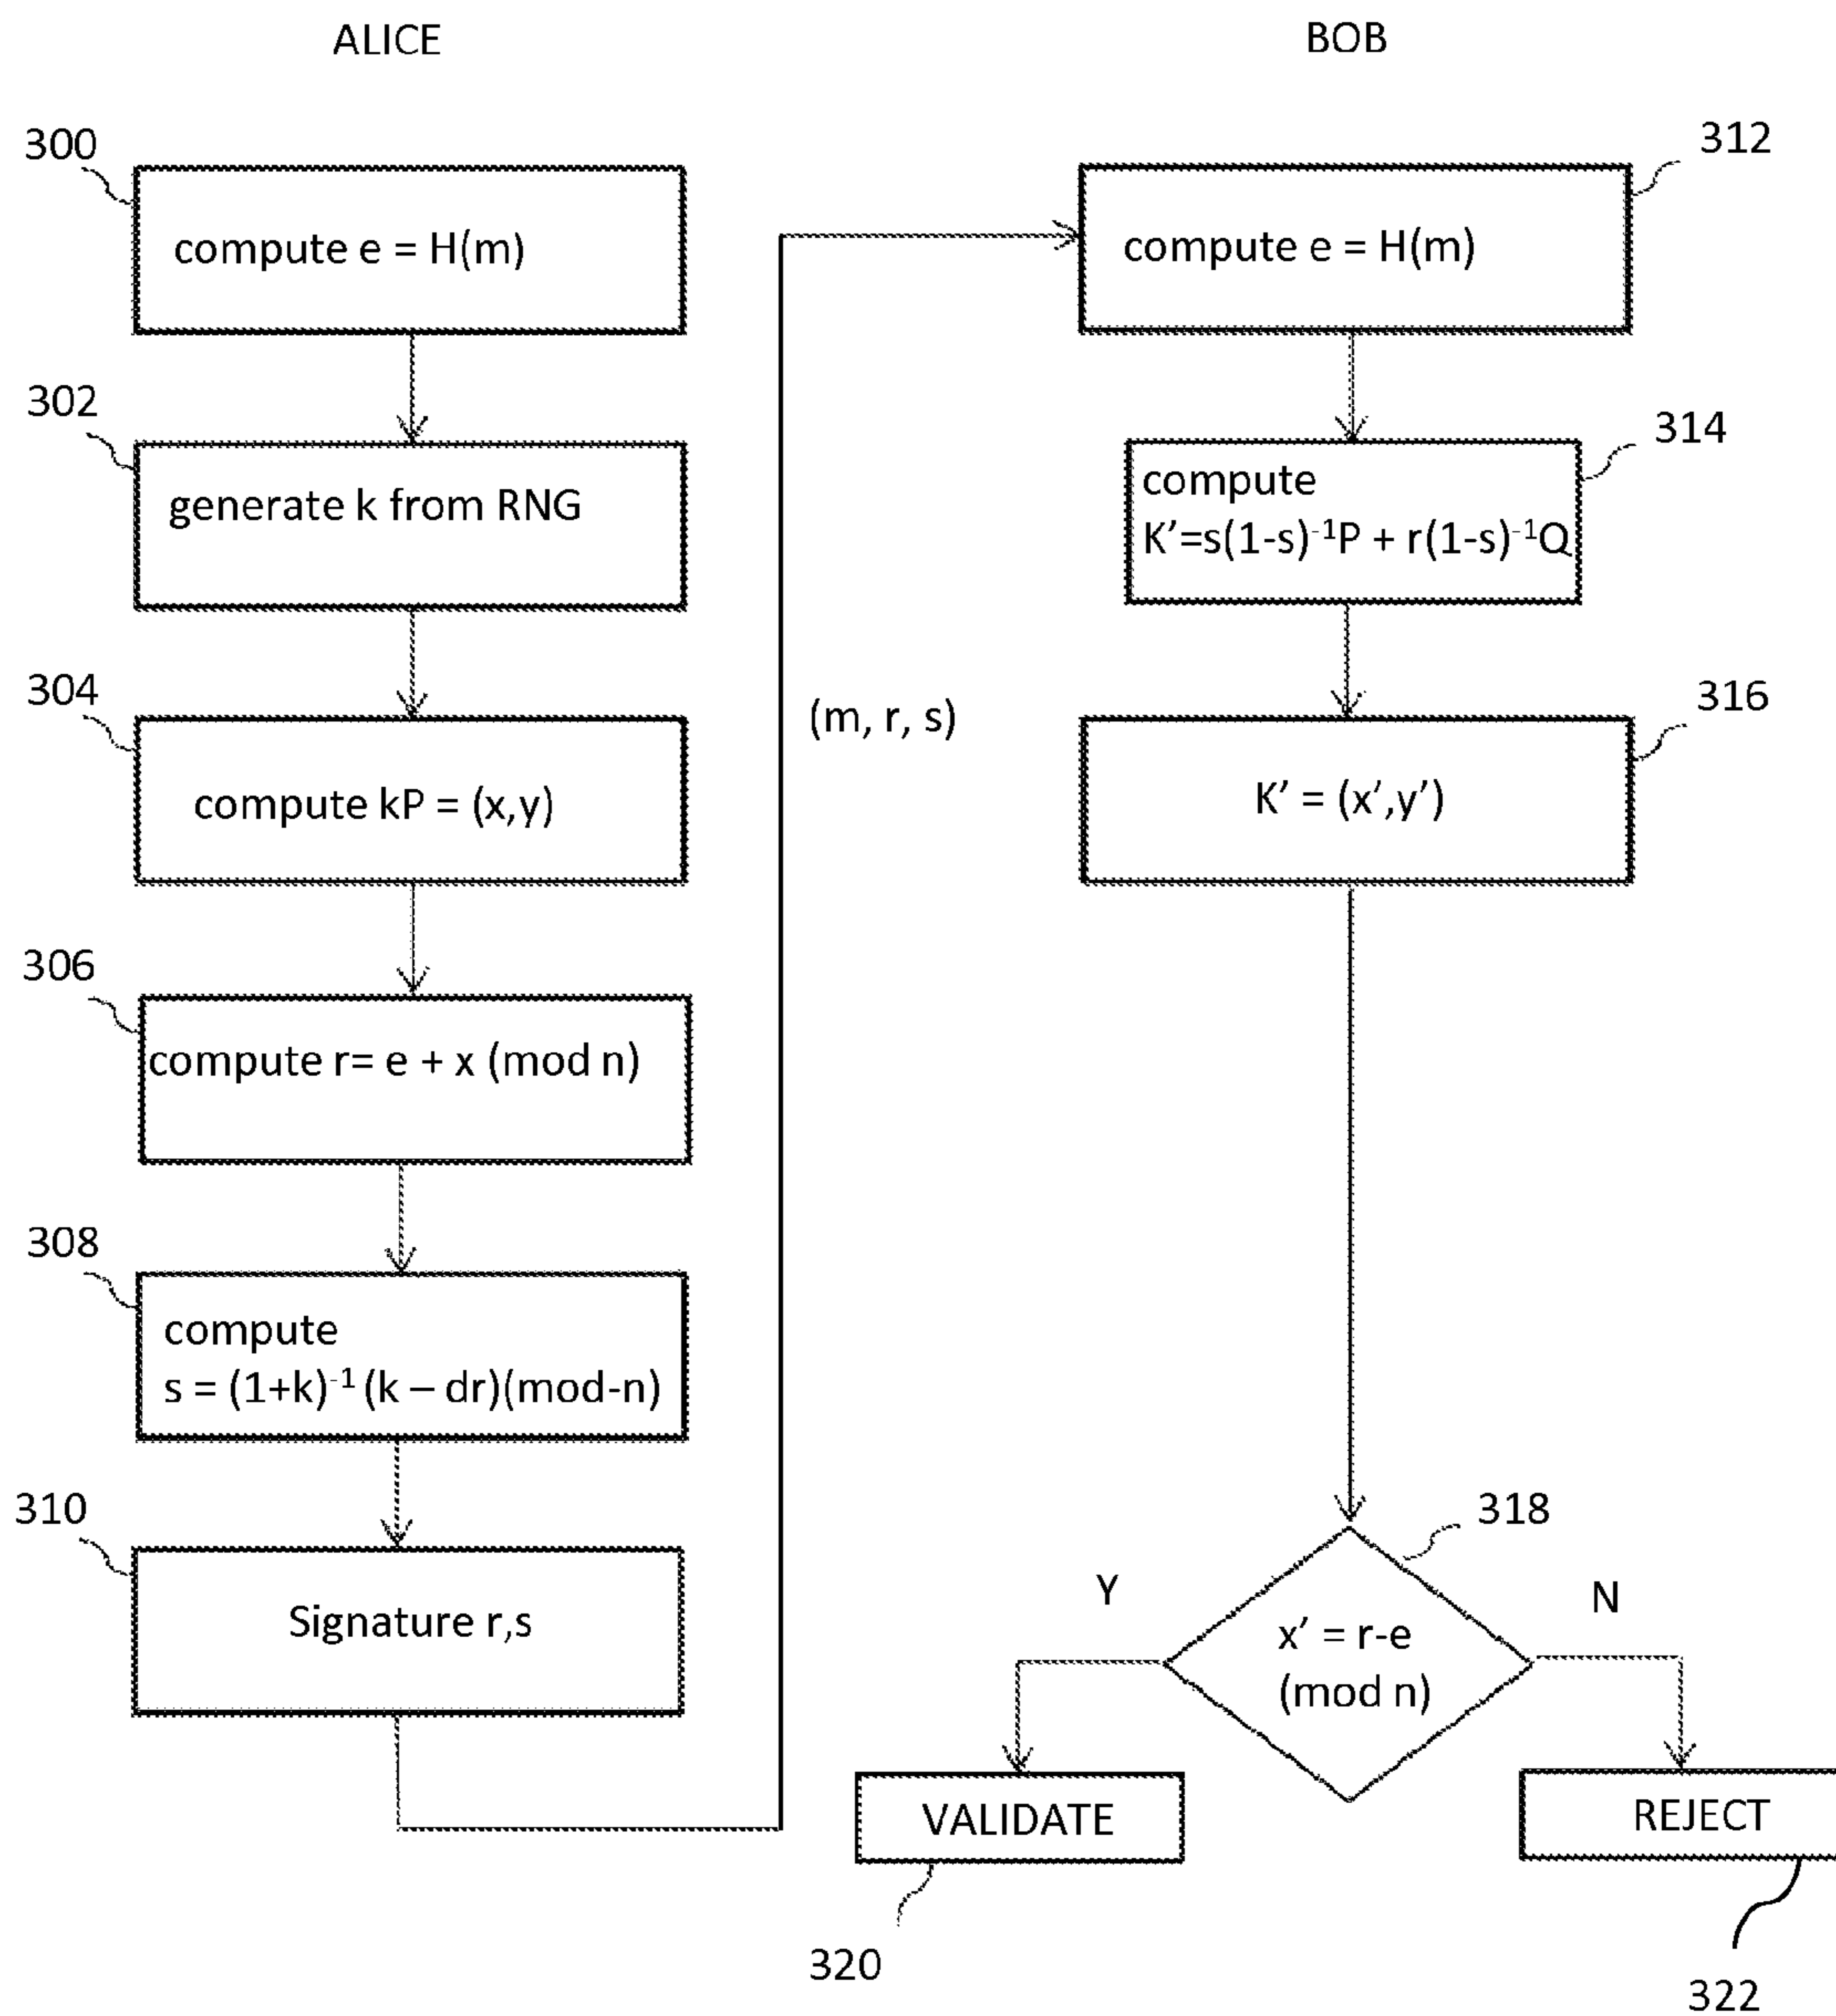 ALICE
300
compute e = H(m)
302
generate k from RNG
304
compute kP = (x,y)
306
compute r= e + x (mod n)
308
compute
s = (1+k)⁻¹ (k – dr)(mod-n)
310
Signature r,s
(m, r, s)
BOB
312
compute e = H(m)
314
compute
K’=s(1-s)⁻¹P + r(1-s)⁻¹Q
316
K’ = (x’,y’)
318
x’ = r-e
(mod n)
Y
N
VALIDATE
320
REJECT
322